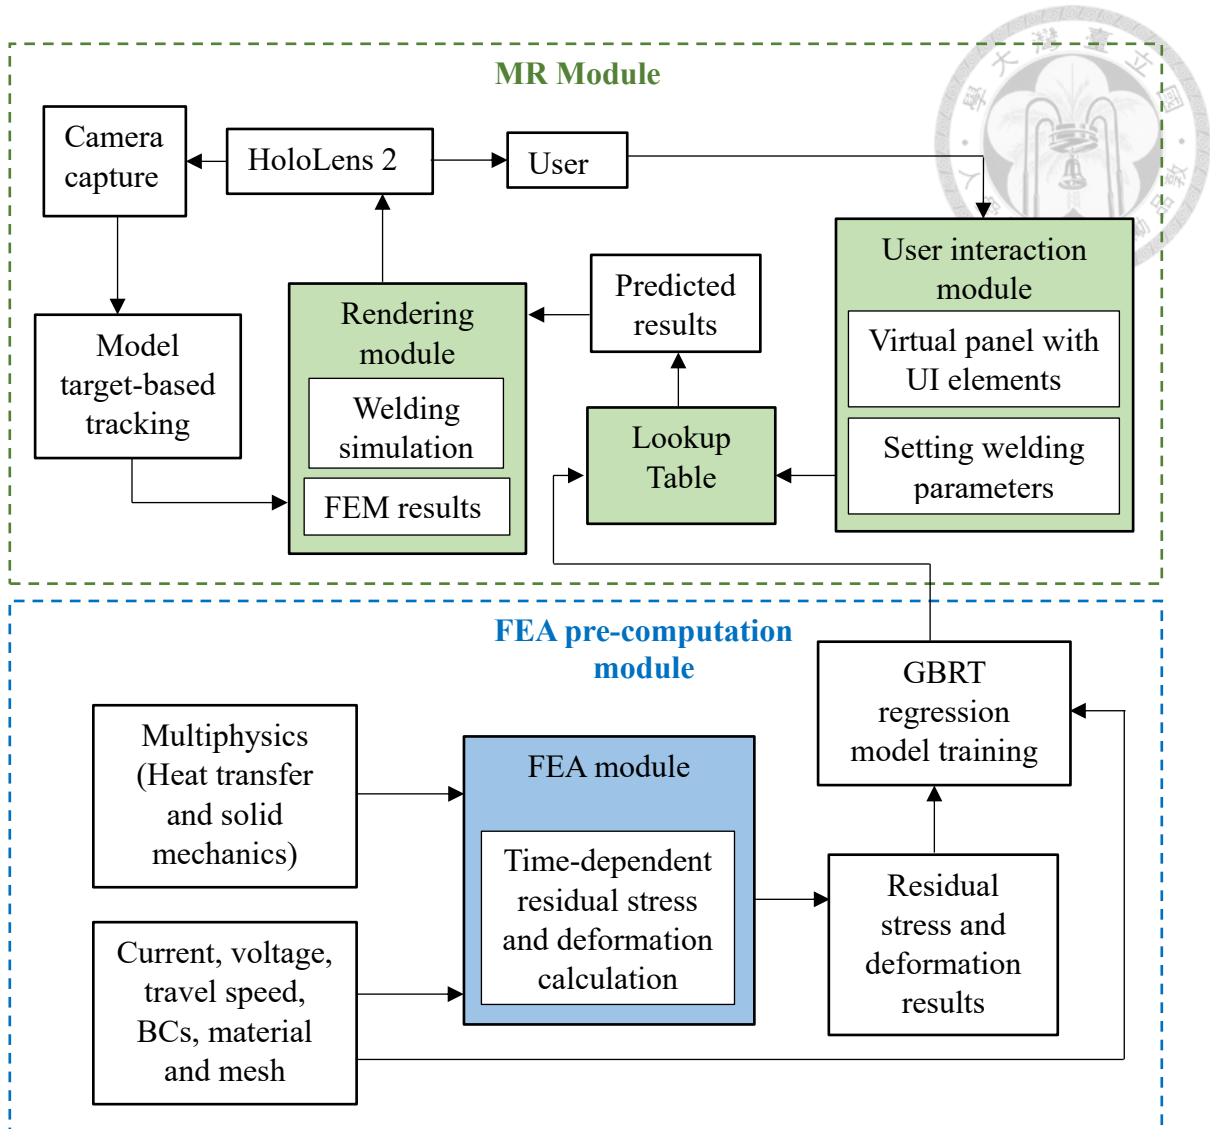 MR Module
Camera
capture
HoloLens 2
User
User interaction
module
Virtual panel with
UI elements
Setting welding
parameters
Predicted
results
Rendering
module
Welding
simulation
FEM results
Model
target-based
tracking
Lookup
Table
FEA pre-computation
module
GBRT
regression
model training
Multiphysics
(Heat transfer
and solid
mechanics)
FEA module
Time-dependent
residual stress
and deformation
calculation
Residual
stress and
deformation
results
Current, voltage,
travel speed,
BCs, material
and mesh